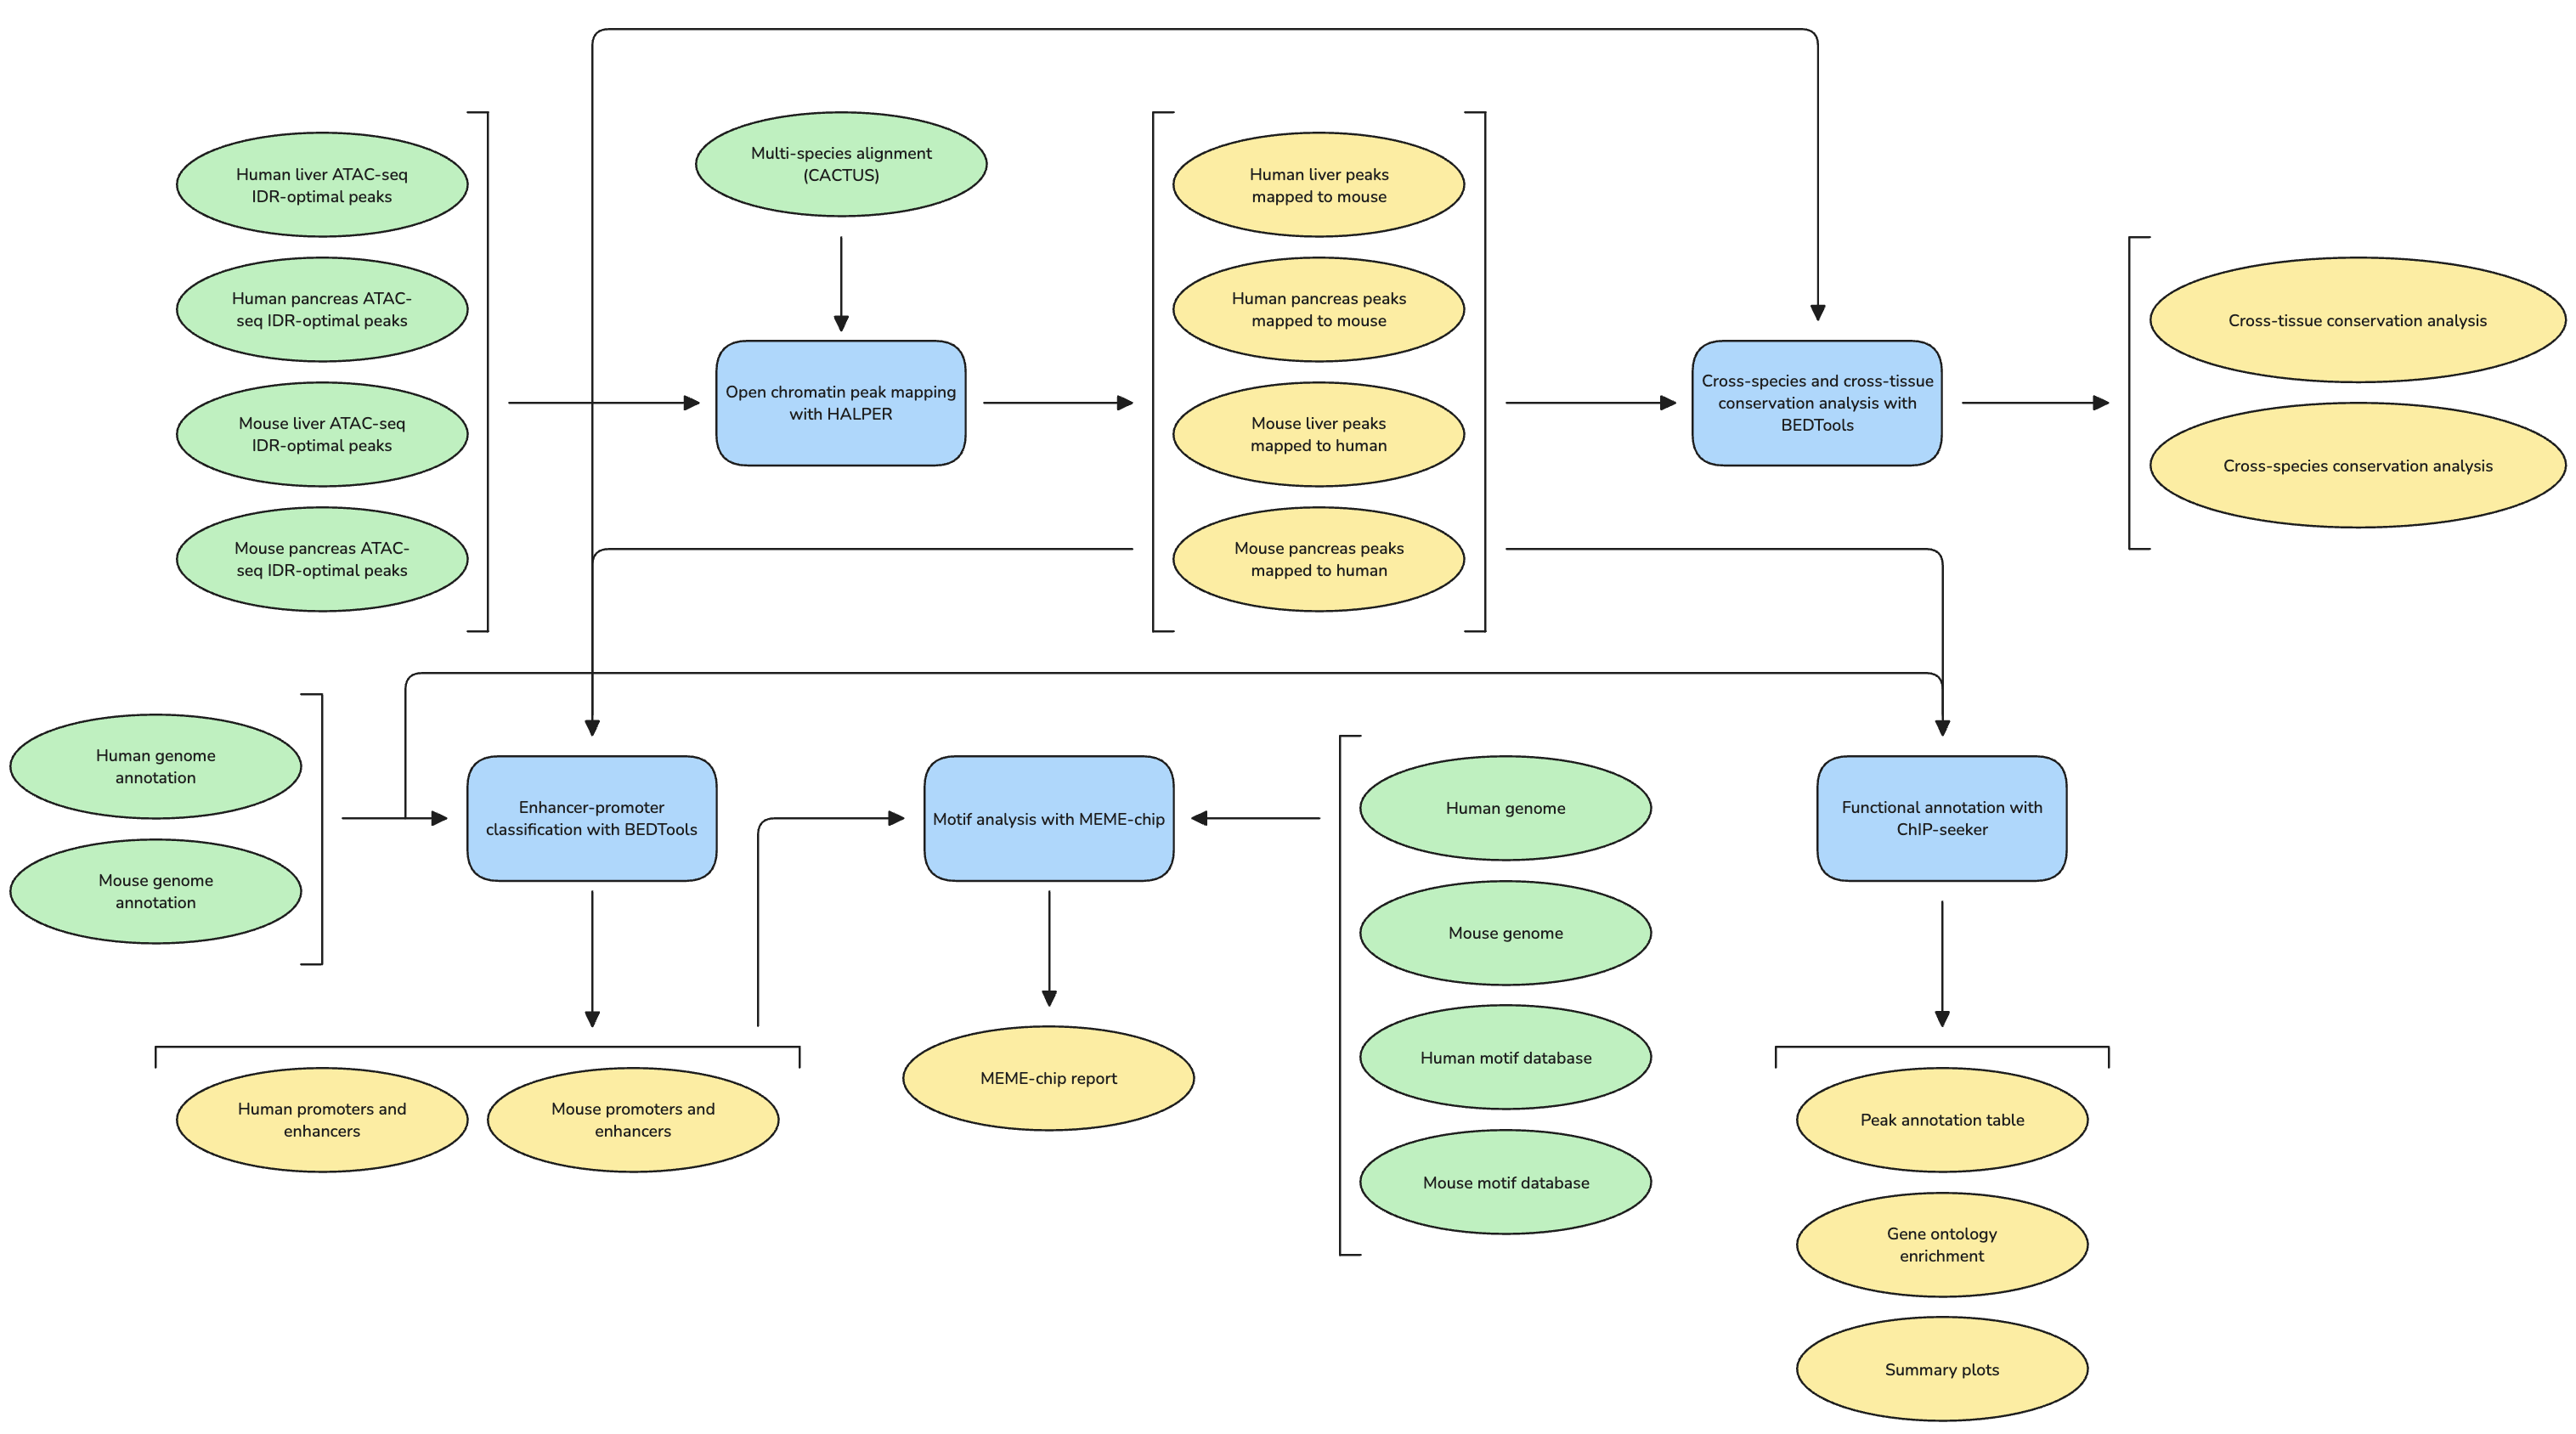 Human liver ATAC-seq
IDR-optimal peaks
Human pancreas ATAC-
seq IDR-optimal peaks
Mouse liver ATAC-seq
IDR-optimal peaks
Mouse pancreas ATAC-
seq IDR-optimal peaks
Multi-species alignment
(CACTUS)
Open chromatin peak mapping
with HALPER
Human liver peaks
mapped to mouse
Human pancreas peaks
mapped to mouse
Mouse liver peaks
mapped to human
Mouse pancreas peaks
mapped to human
Cross-species and cross-tissue
conservation analysis with
BEDTools
Cross-tissue conservation analysis
Cross-species conservation analysis
Human genome
annotation
Mouse genome
annotation
Enhancer-promoter
classification with BEDTools
Human promoters and
enhancers
Mouse promoters and
enhancers
Motif analysis with MEME-chip
MEME-chip report
Human genome
Mouse genome
Human motif database
Mouse motif database
Functional annotation with
ChIP-seeker
Peak annotation table
Gene ontology
enrichment
Summary plots